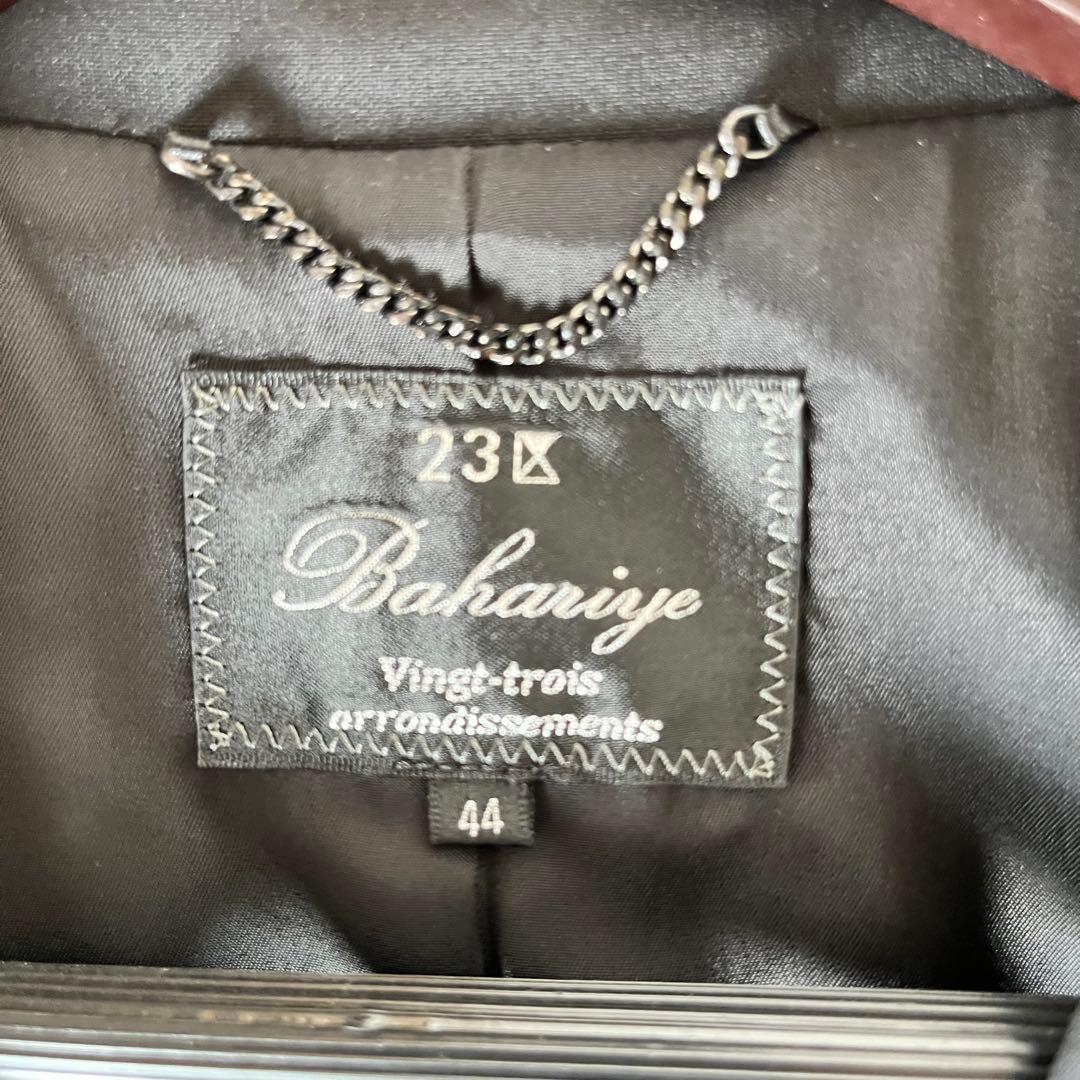 23区
Bahariye
Vingt-trois
arrondissements
44